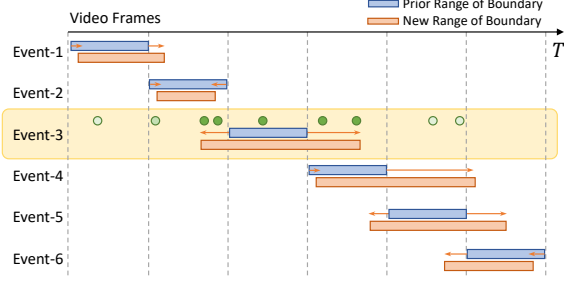 Prior Range of Boundary
Video Frames
New Range of Boundary
T
Event-1
Event-2
Event-3
Event-4
Event-5
Event-6